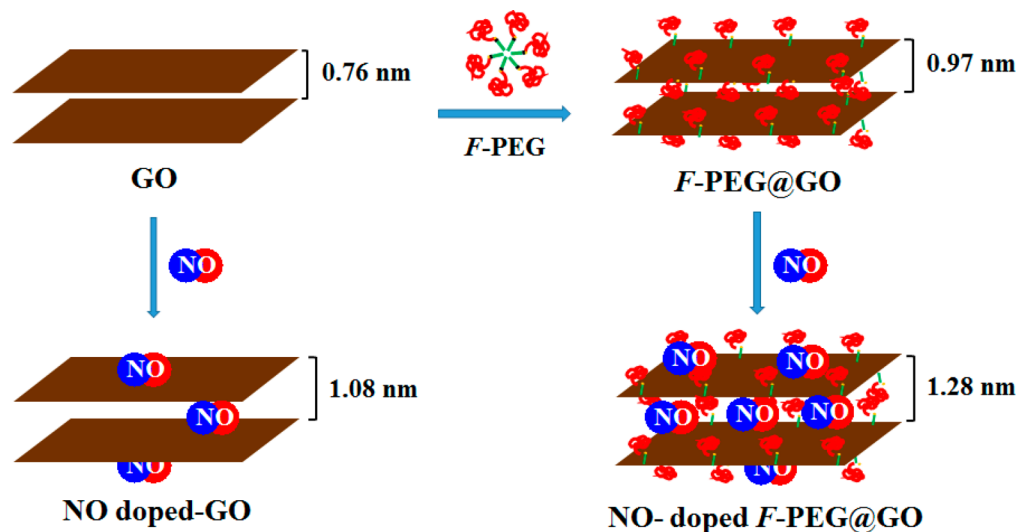 0.76 nm
F-PEG
0.97 nm
GO
F-PEG@GO
NO
NO
NO
NO
NO
1.08 nm
NO
NO
NO
NO
NO
NO
1.28 nm
NO doped-GO
NO- doped F-PEG@GO